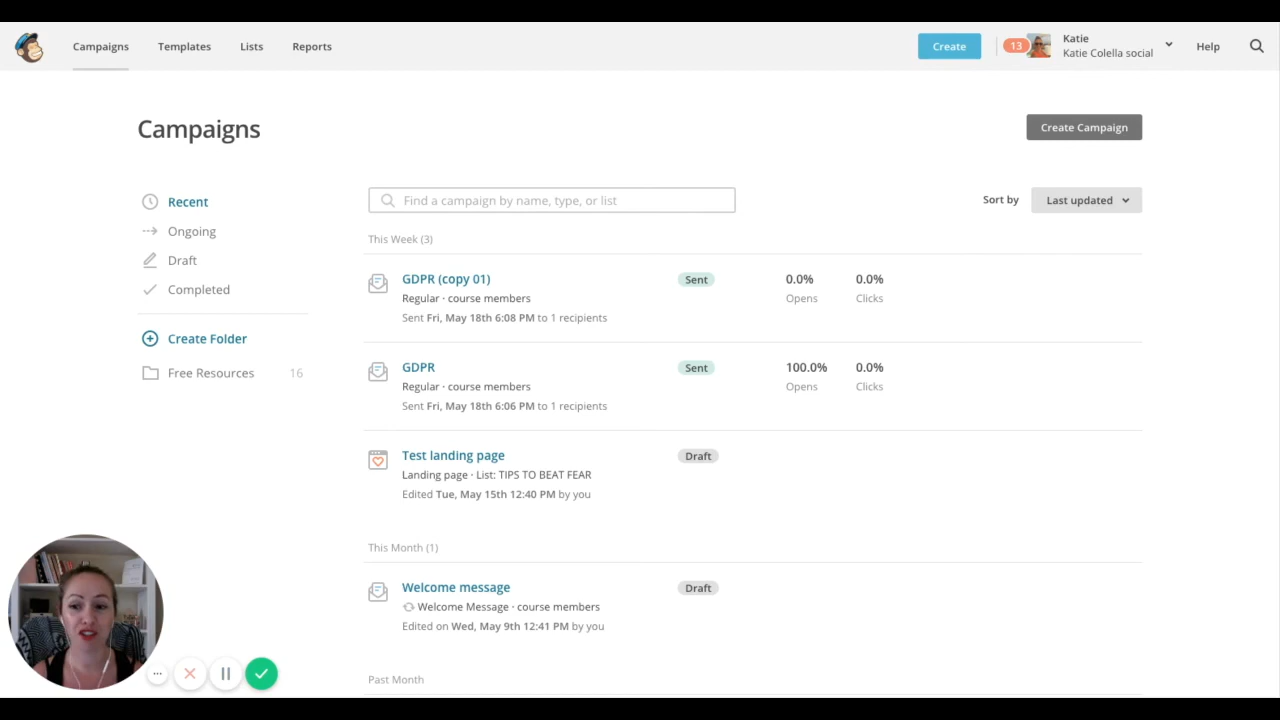 Campaigns Templates Lists Reports Create 13 Katie Help
Katie Colella social
Campaigns
Create Campaign
Recent
Ongoing
Draft
Completed
Create Folder
Free Resources 16
Find a campaign by name, type, or list
Sort by Last updated
This Week (3)
GDPR (copy 01) Sent 0.0% 0.0%
Regular · course members Opens Clicks
Sent Fri, May 18th 6:08 PM to 1 recipients
GDPR Sent 100.0% 0.0%
Regular · course members Opens Clicks
Sent Fri, May 18th 6:06 PM to 1 recipients
Test landing page Draft
Landing page · List: TIPS TO BEAT FEAR
Edited Tue, May 15th 12:40 PM by you
This Month (1)
Welcome message Draft
Welcome Message · course members
Edited on Wed, May 9th 12:41 PM by you
Past Month